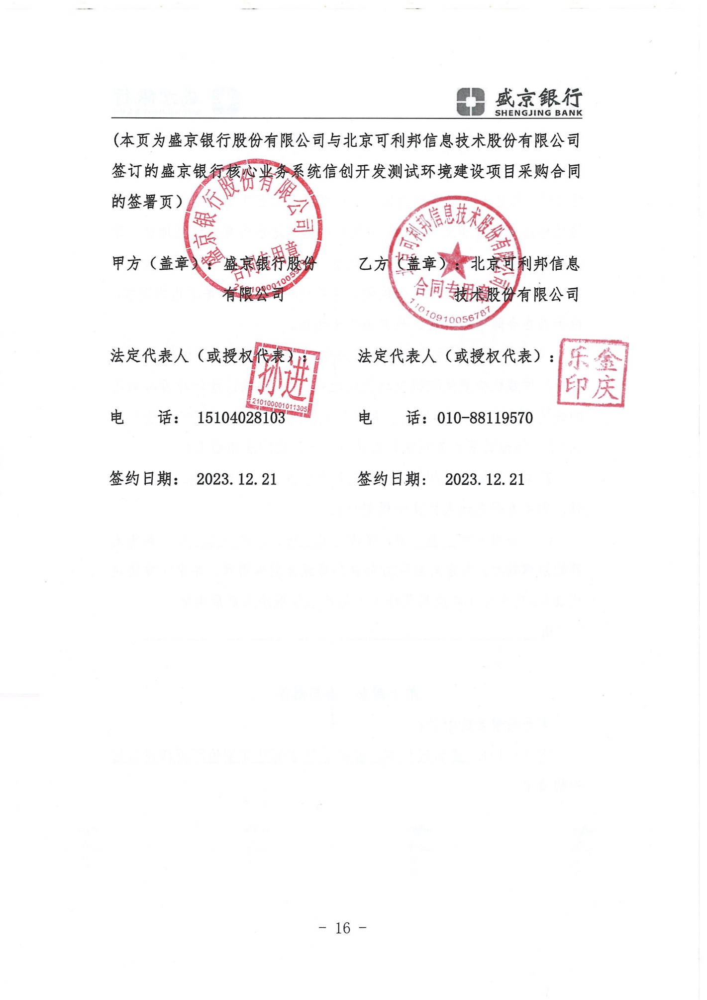 盛京銀行
SHENGJING BANK
(本页为盛京银行股份有限公司与北京可利邦信息技术股份有限公司
签订的盛京银行核心业务系统信创开发测试环境建设项目采购合同
的签署页）
盛京银行股份有限公司
合同专用章
210100001005979
北京可利邦信息技术股份有限公司
合同专用章
11010910056787
甲方（盖章）：盛京银行股份
有限公司
乙方（盖章）：北京可利邦信息
技术股份有限公司
法定代表人（或授权代表）：
孙进
210100001011305
法定代表人（或授权代表）：
金庆
乐印
电 话： 15104028103
电 话：010-88119570
签约日期： 2023.12.21
签约日期： 2023.12.21
- 16 -